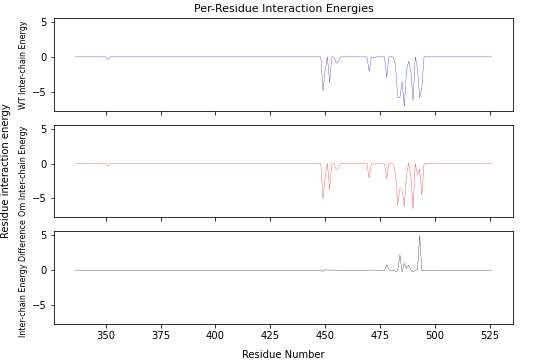 Per-Residue Interaction Energies
Residue interaction energy
WT Inter-chain Energy
5
0
−5
Om Inter-chain Energy
5
0
−5
Inter-chain Energy Difference
5
0
−5
350
375
400
425
450
475
500
525
Residue Number